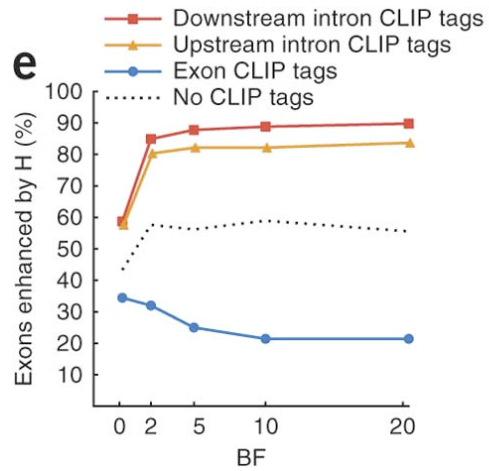 e
Downstream intron CLIP tags
Upstream intron CLIP tags
Exon CLIP tags
No CLIP tags
Exons enhanced by H (%)
100
90
80
70
60
50
40
30
20
10
0 2 5 10 20
BF